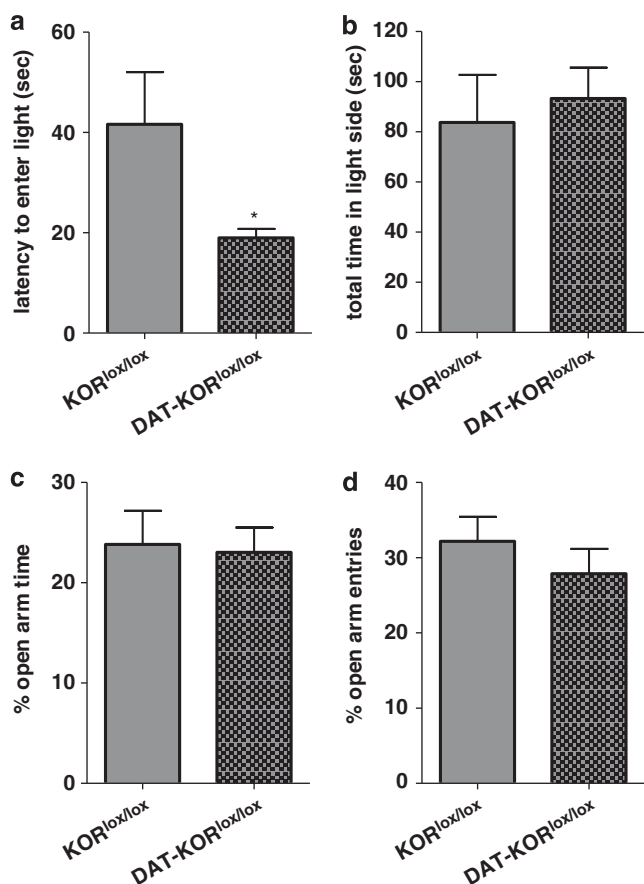 a
latency to enter light (sec)
60
40
20
0
*
KORlox/lox
DAT-KORlox/lox
b
total time in light side (sec)
120
100
80
60
40
20
0
KORlox/lox
DAT-KORlox/lox
c
% open arm time
30
20
10
0
KORlox/lox
DAT-KORlox/lox
d
% open arm entries
40
30
20
10
0
KORlox/lox
DAT-KORlox/lox